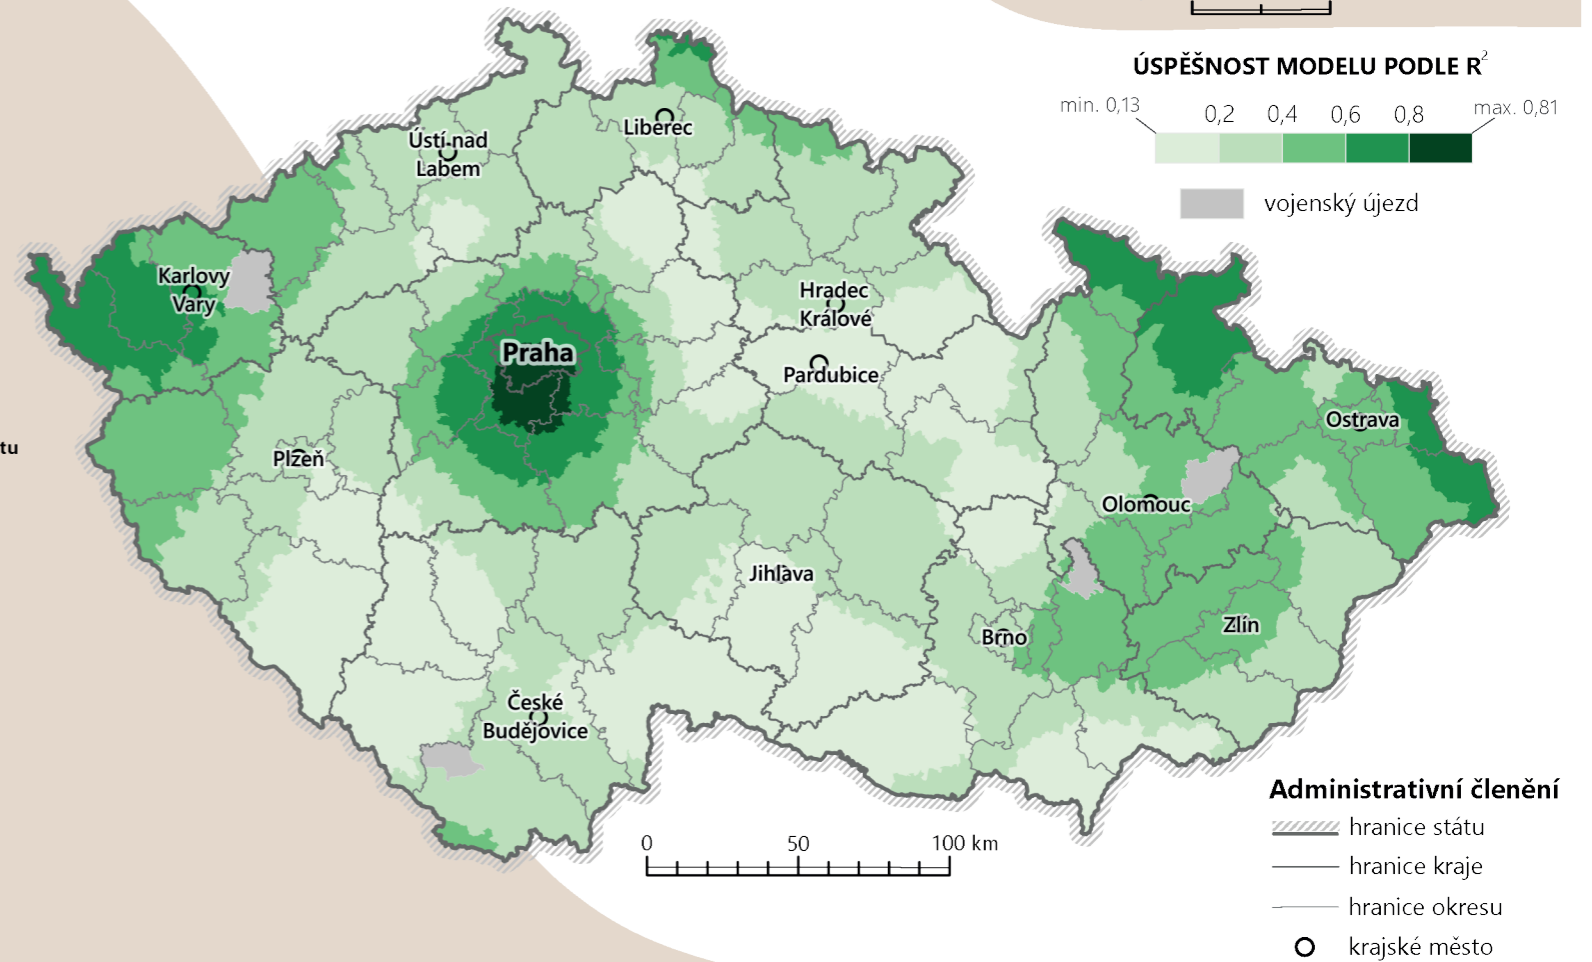 ÚSPĚŠNOST MODELU PODLE R²
min. 0,13
0,2
0,4
0,6
0,8
max. 0,81
vojenský újezd
Liberec
Ústí nad
Labem
Karlovy
Vary
Hradec
Králové
Praha
Pardubice
Ostrava
tu
Plzeň
Olomouc
Jihlava
Zlín
Brno
České
Budějovice
0
50
100 km
Administrativní členění
hranice státu
hranice kraje
hranice okresu
krajské město